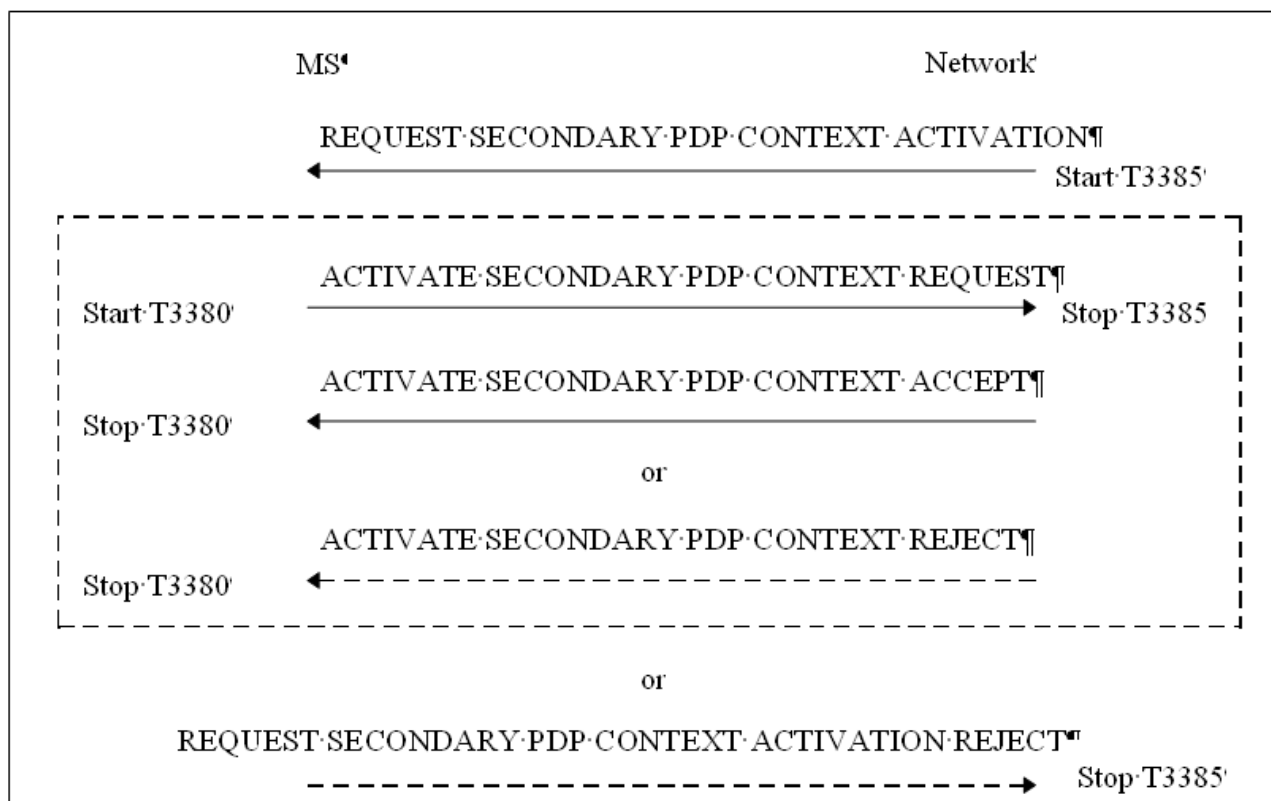 MS Network
REQUEST·SECONDARY·PDP·CONTEXT·ACTIVATION¶
Start·T3385
ACTIVATE·SECONDARY·PDP·CONTEXT·REQUEST¶
Start·T3380 Stop·T3385
ACTIVATE·SECONDARY·PDP·CONTEXT·ACCEPT¶
Stop·T3380
or
ACTIVATE·SECONDARY·PDP·CONTEXT·REJECT¶
Stop·T3380
or
REQUEST·SECONDARY·PDP·CONTEXT·ACTIVATION·REJECT¶
Stop·T3385